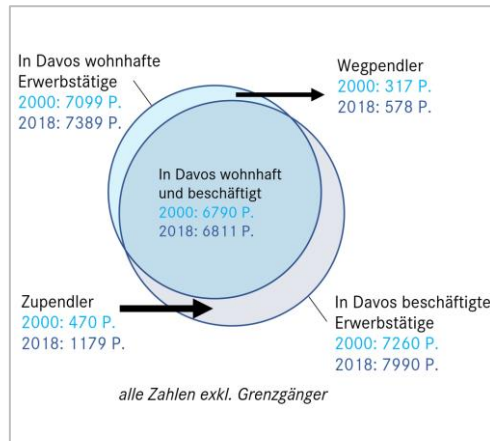 In Davos wohnhafte
Erwerbstätige
2000: 7099 P.
2018: 7389 P.
Wegpendler
2000: 317 P.
2018: 578 P.
In Davos wohnhaft
und beschäftigt
2000: 6790 P.
2018: 6811 P.
Zupendler
2000: 470 P.
2018: 1179 P.
In Davos beschäftigte
Erwerbstätige
2000: 7260 P.
2018: 7990 P.
alle Zahlen exkl. Grenzgänger